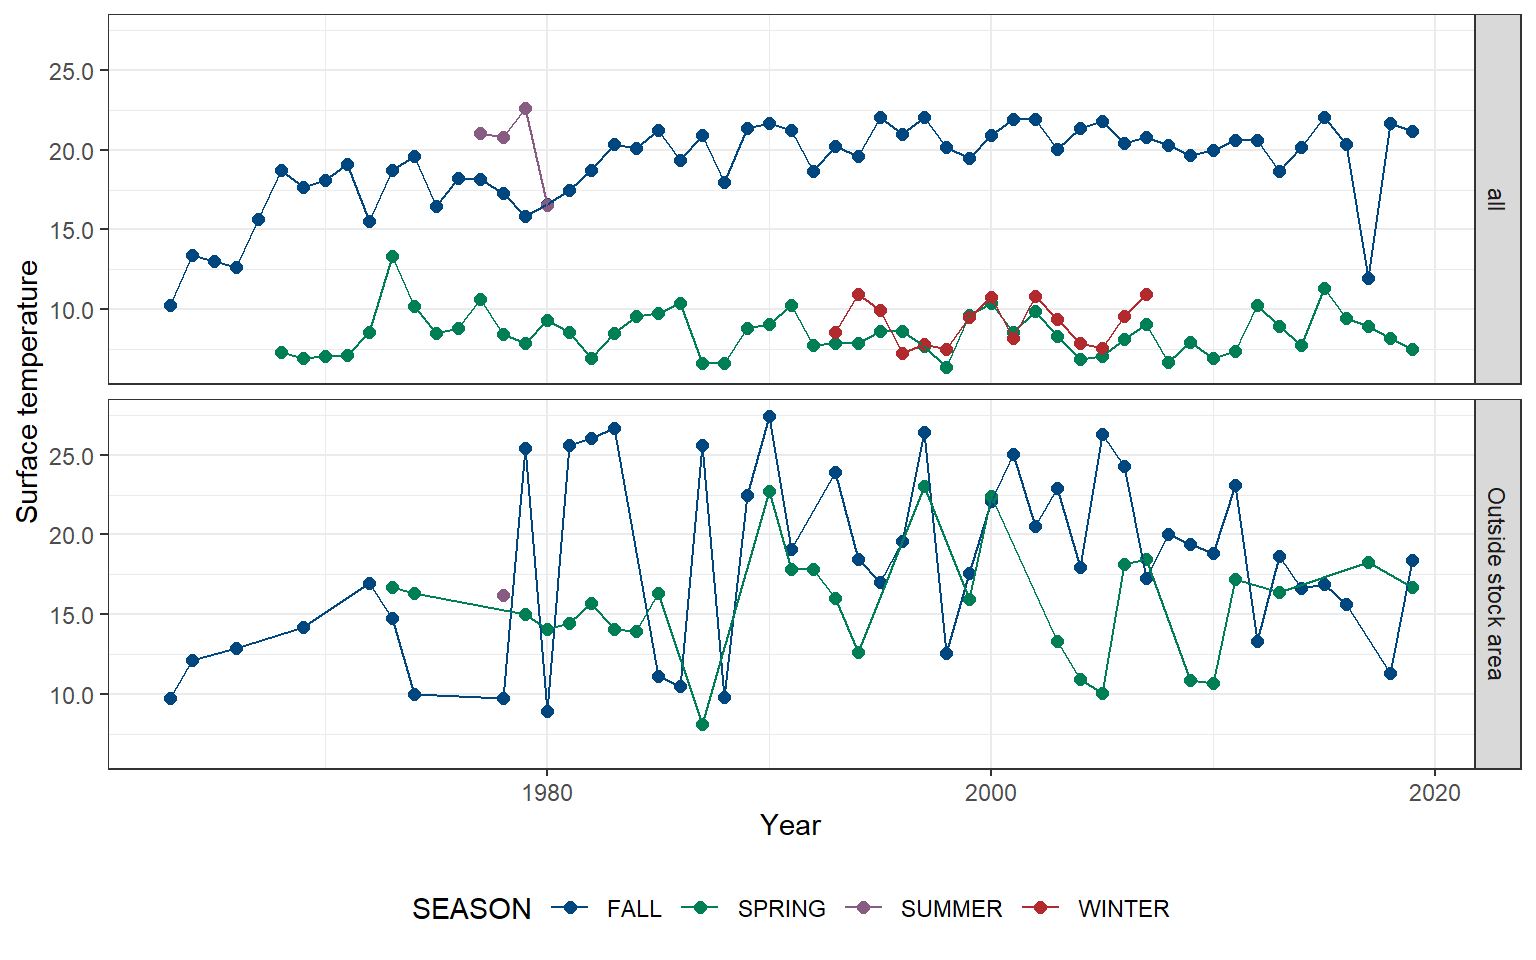 25.0
20.0
15.0
10.0
all
25.0
20.0
15.0
10.0
Outside stock area
Surface temperature
1980 2000 2020
Year
SEASON FALL SPRING SUMMER WINTER